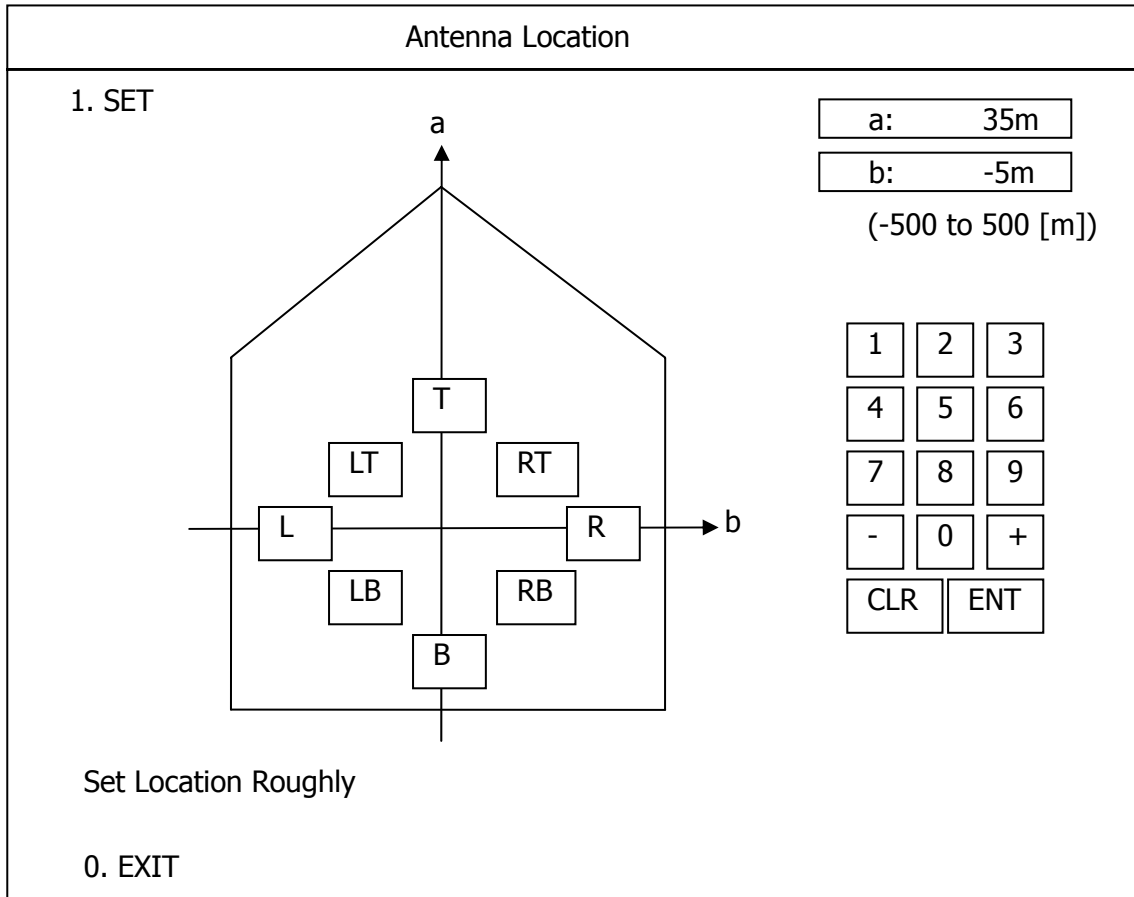 Antenna Location
1. SET
a
a: 35m
b: -5m
(-500 to 500 [m])
T
LT RT
L R b
LB RB
B
1 2 3
4 5 6
7 8 9
- 0 +
CLR ENT
Set Location Roughly
0. EXIT